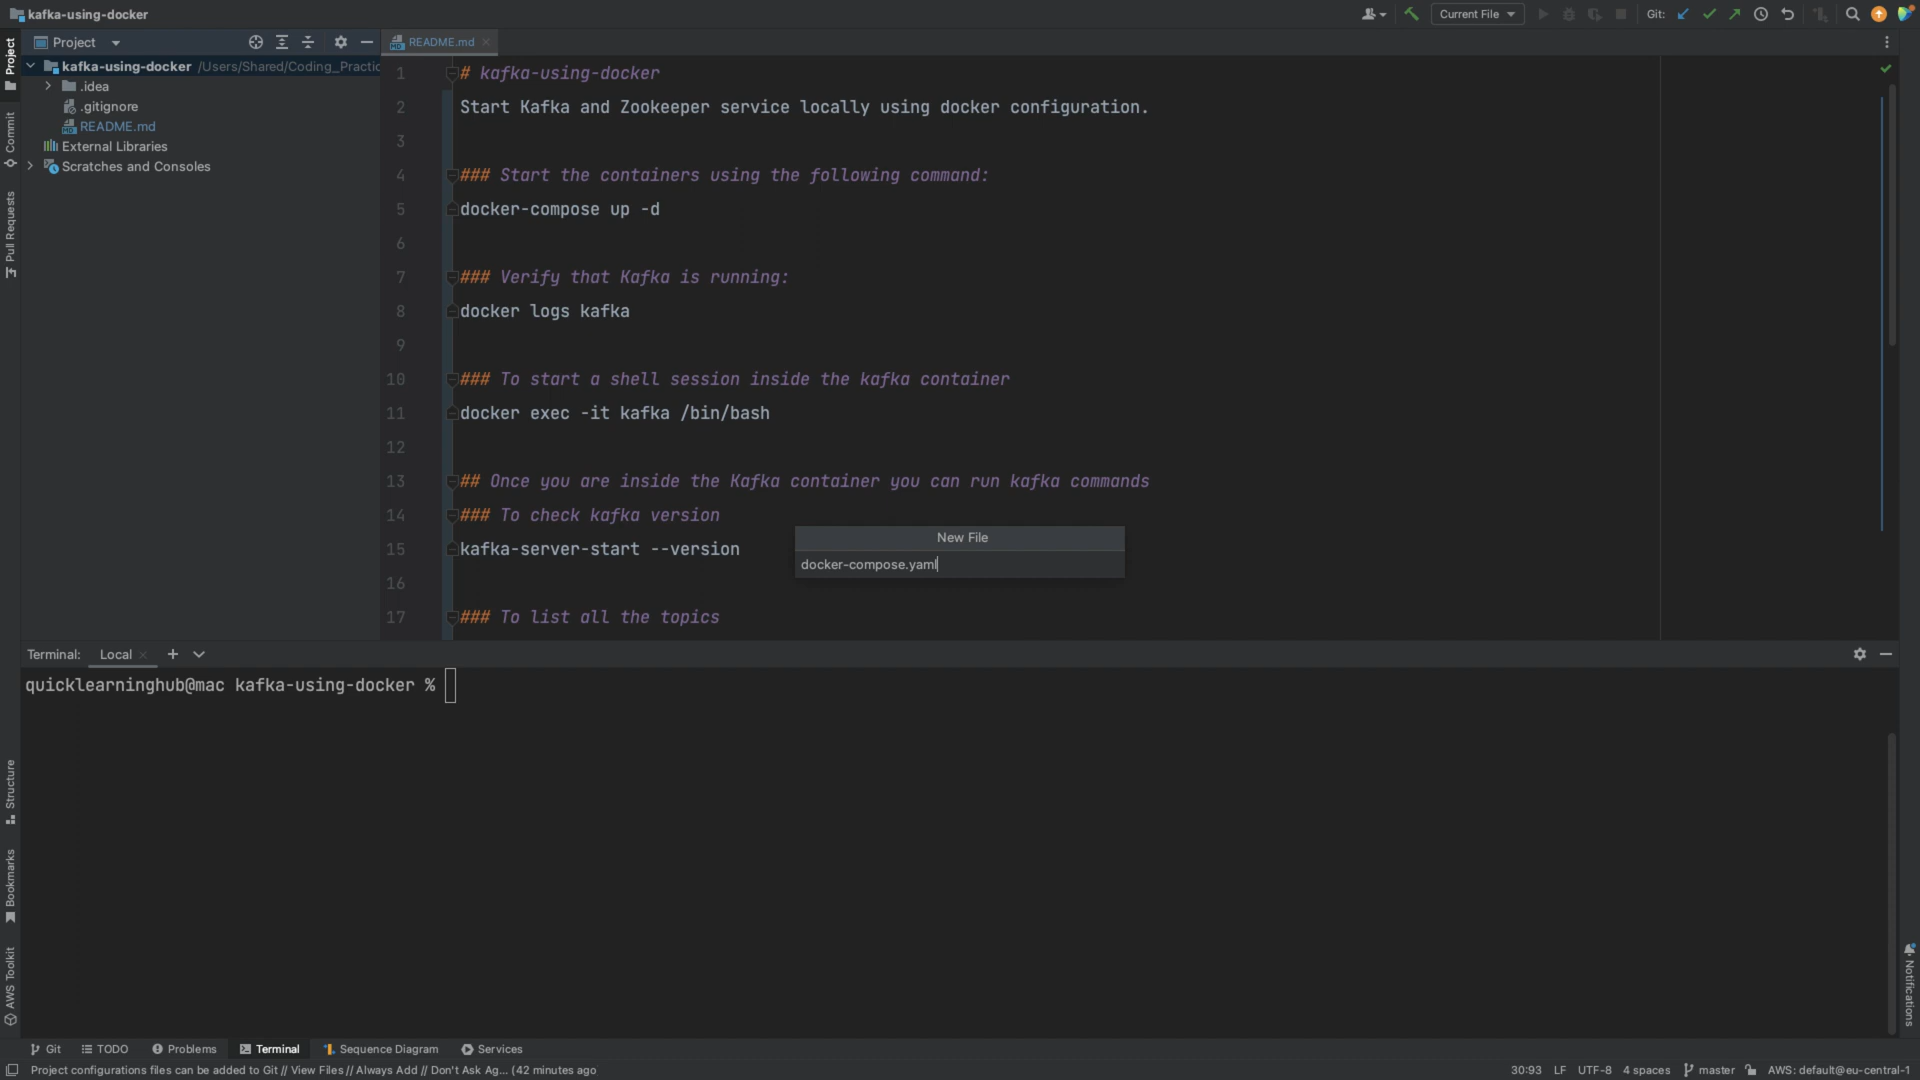 kafka-using-docker
Current File
Git:
Project
README.md
kafka-using-docker /Users/Shared/Coding_Practic
.idea
.gitignore
README.md
External Libraries
Scratches and Consoles
Project
Commit
Pull Requests
Structure
Bookmarks
AWS Toolkit
1 # kafka-using-docker
2 Start Kafka and Zookeeper service locally using docker configuration.
3
4 ### Start the containers using the following command:
5 docker-compose up -d
6
7 ### Verify that Kafka is running:
8 docker logs kafka
9
10 ### To start a shell session inside the kafka container
11 docker exec -it kafka /bin/bash
12
13 ## Once you are inside the Kafka container you can run kafka commands
14 ### To check kafka version
15 kafka-server-start --version
16
17 ### To list all the topics
New File
docker-compose.yaml
Terminal: Local
quicklearninghub@mac kafka-using-docker %
Notifications
Git TODO Problems Terminal Sequence Diagram Services
Project configurations files can be added to Git // View Files // Always Add // Don't Ask Ag... (42 minutes ago
30:93 LF UTF-8 4 spaces master AWS: default@eu-central-1